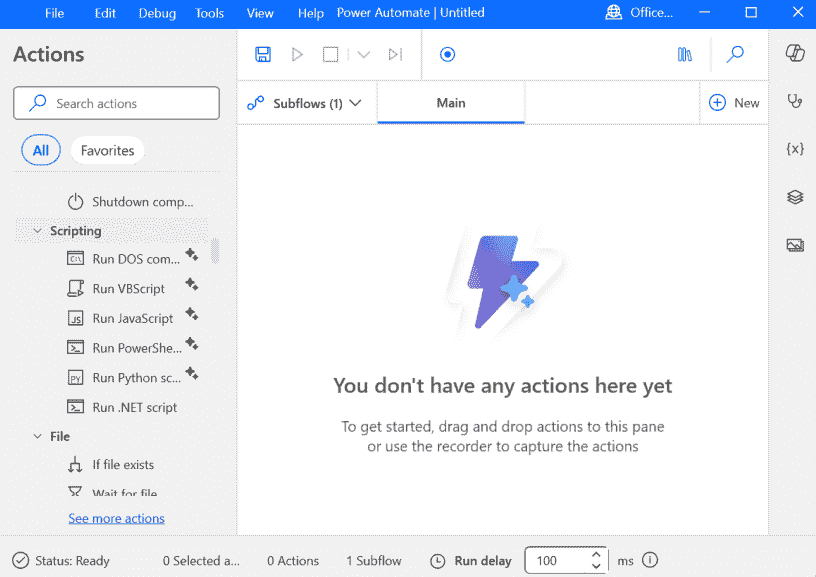 File Edit Debug Tools View Help Power Automate | Untitled Office...
Actions
Search actions
All Favorites
Subflows (1) Main New
Shutdown comp...
Scripting
Run DOS com...
Run VBScript
JS Run JavaScript
Run PowerShe...
PY Run Python sc...
Run .NET script
File
If file exists
Wait for file
See more actions
{x}
You don't have any actions here yet
To get started, drag and drop actions to this pane
or use the recorder to capture the actions
Status: Ready 0 Selected a... 0 Actions 1 Subflow Run delay 100 ms